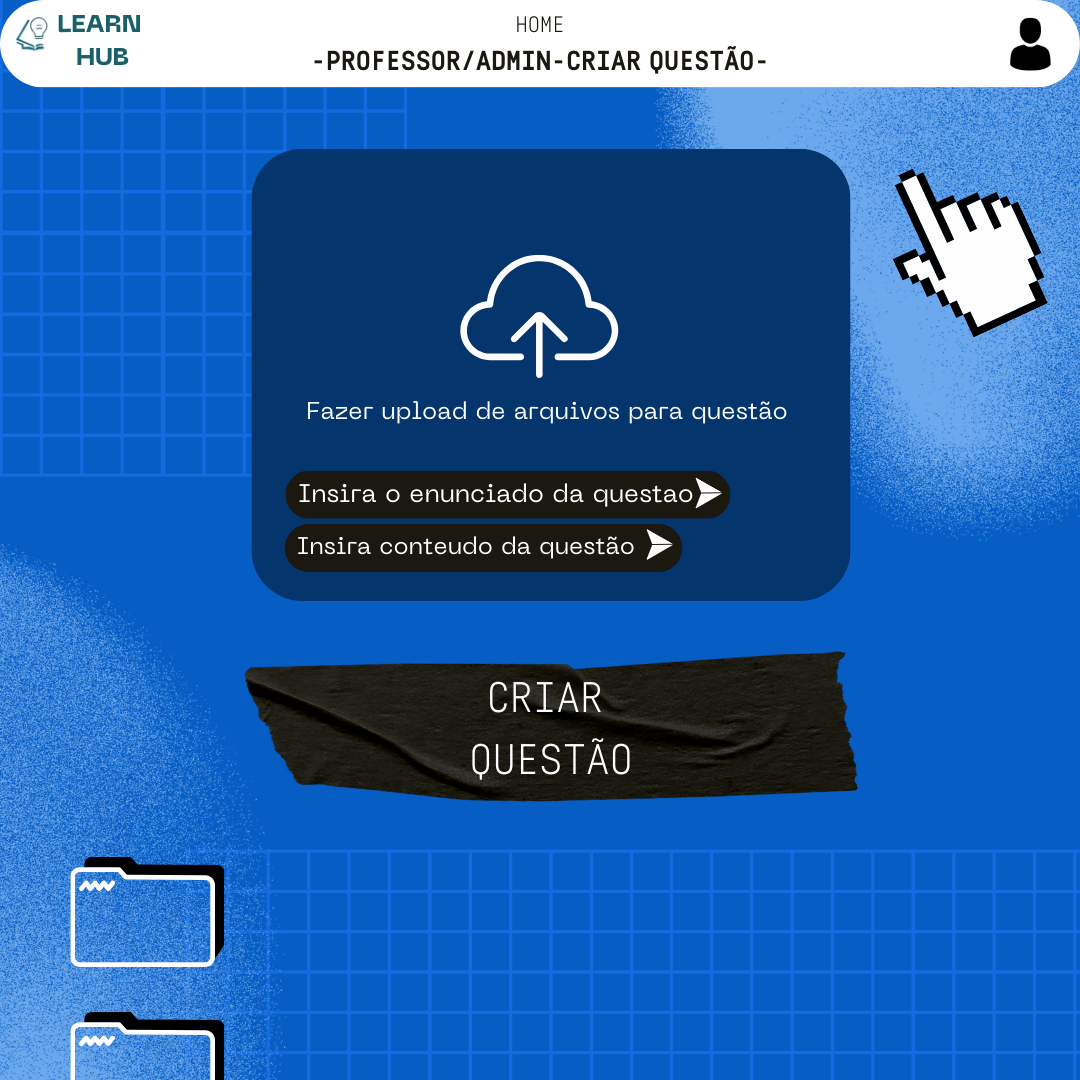 LEARN
HUB
HOME
-PROFESSOR/ADMIN-CRIAR QUESTÃO-
Fazer upload de arquivos para questão
Insira o enunciado da questao
Insira conteudo da questão
CRIAR
QUESTÃO